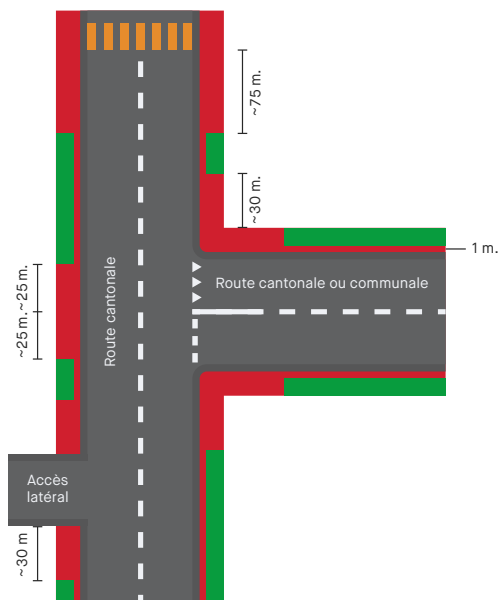 ~75 m.
~30 m.
1 m.
Route cantonale ou communale
Route cantonale
~25 m.
~25 m.
Accès
latéral
~30 m